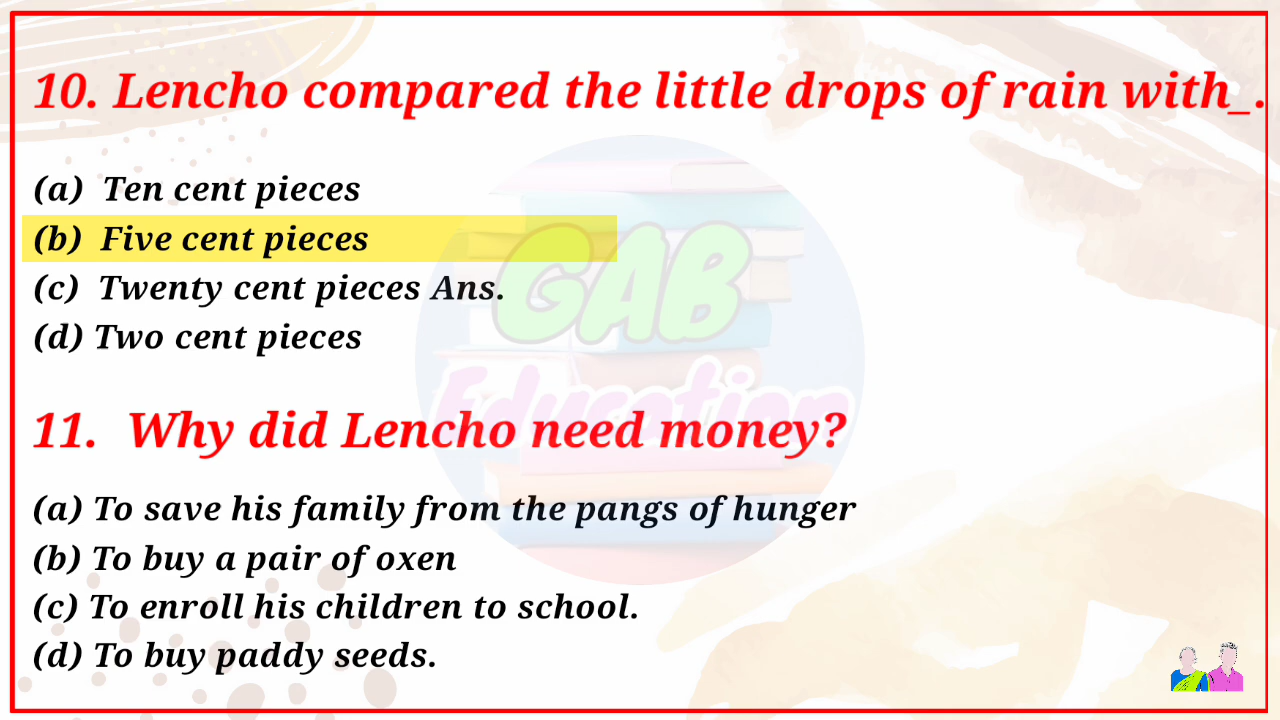 10. Lencho compared the little drops of rain with_.
(a) Ten cent pieces
(b) Five cent pieces
(c) Twenty cent pieces Ans.
(d) Two cent pieces
GAB
Education
11. Why did Lencho need money?
(a) To save his family from the pangs of hunger
(b) To buy a pair of oxen
(c) To enroll his children to school.
(d) To buy paddy seeds.